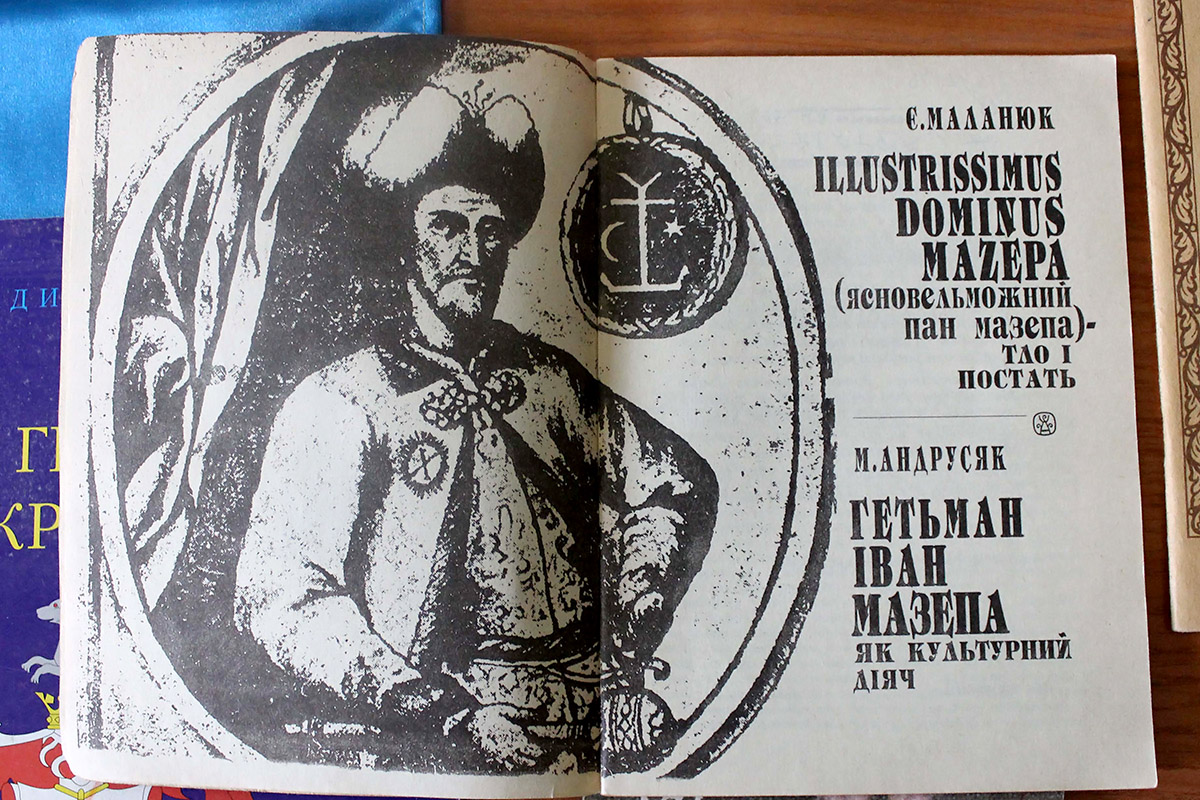 Є. МАЛАНЮК
ILLUSTRISSIMUS
DOMINUS
MAZEPA
(ЯСНОВЕЛЬМОЖНИЙ
ПАН МАЗЕПА)-
ТЛО І
ПОСТАТЬ
М. АНДРУСЯК
ГЕТЬМАН
ІВАН
МАЗЕПА
ЯК КУЛЬТУРНИЙ
ДІЯЧ